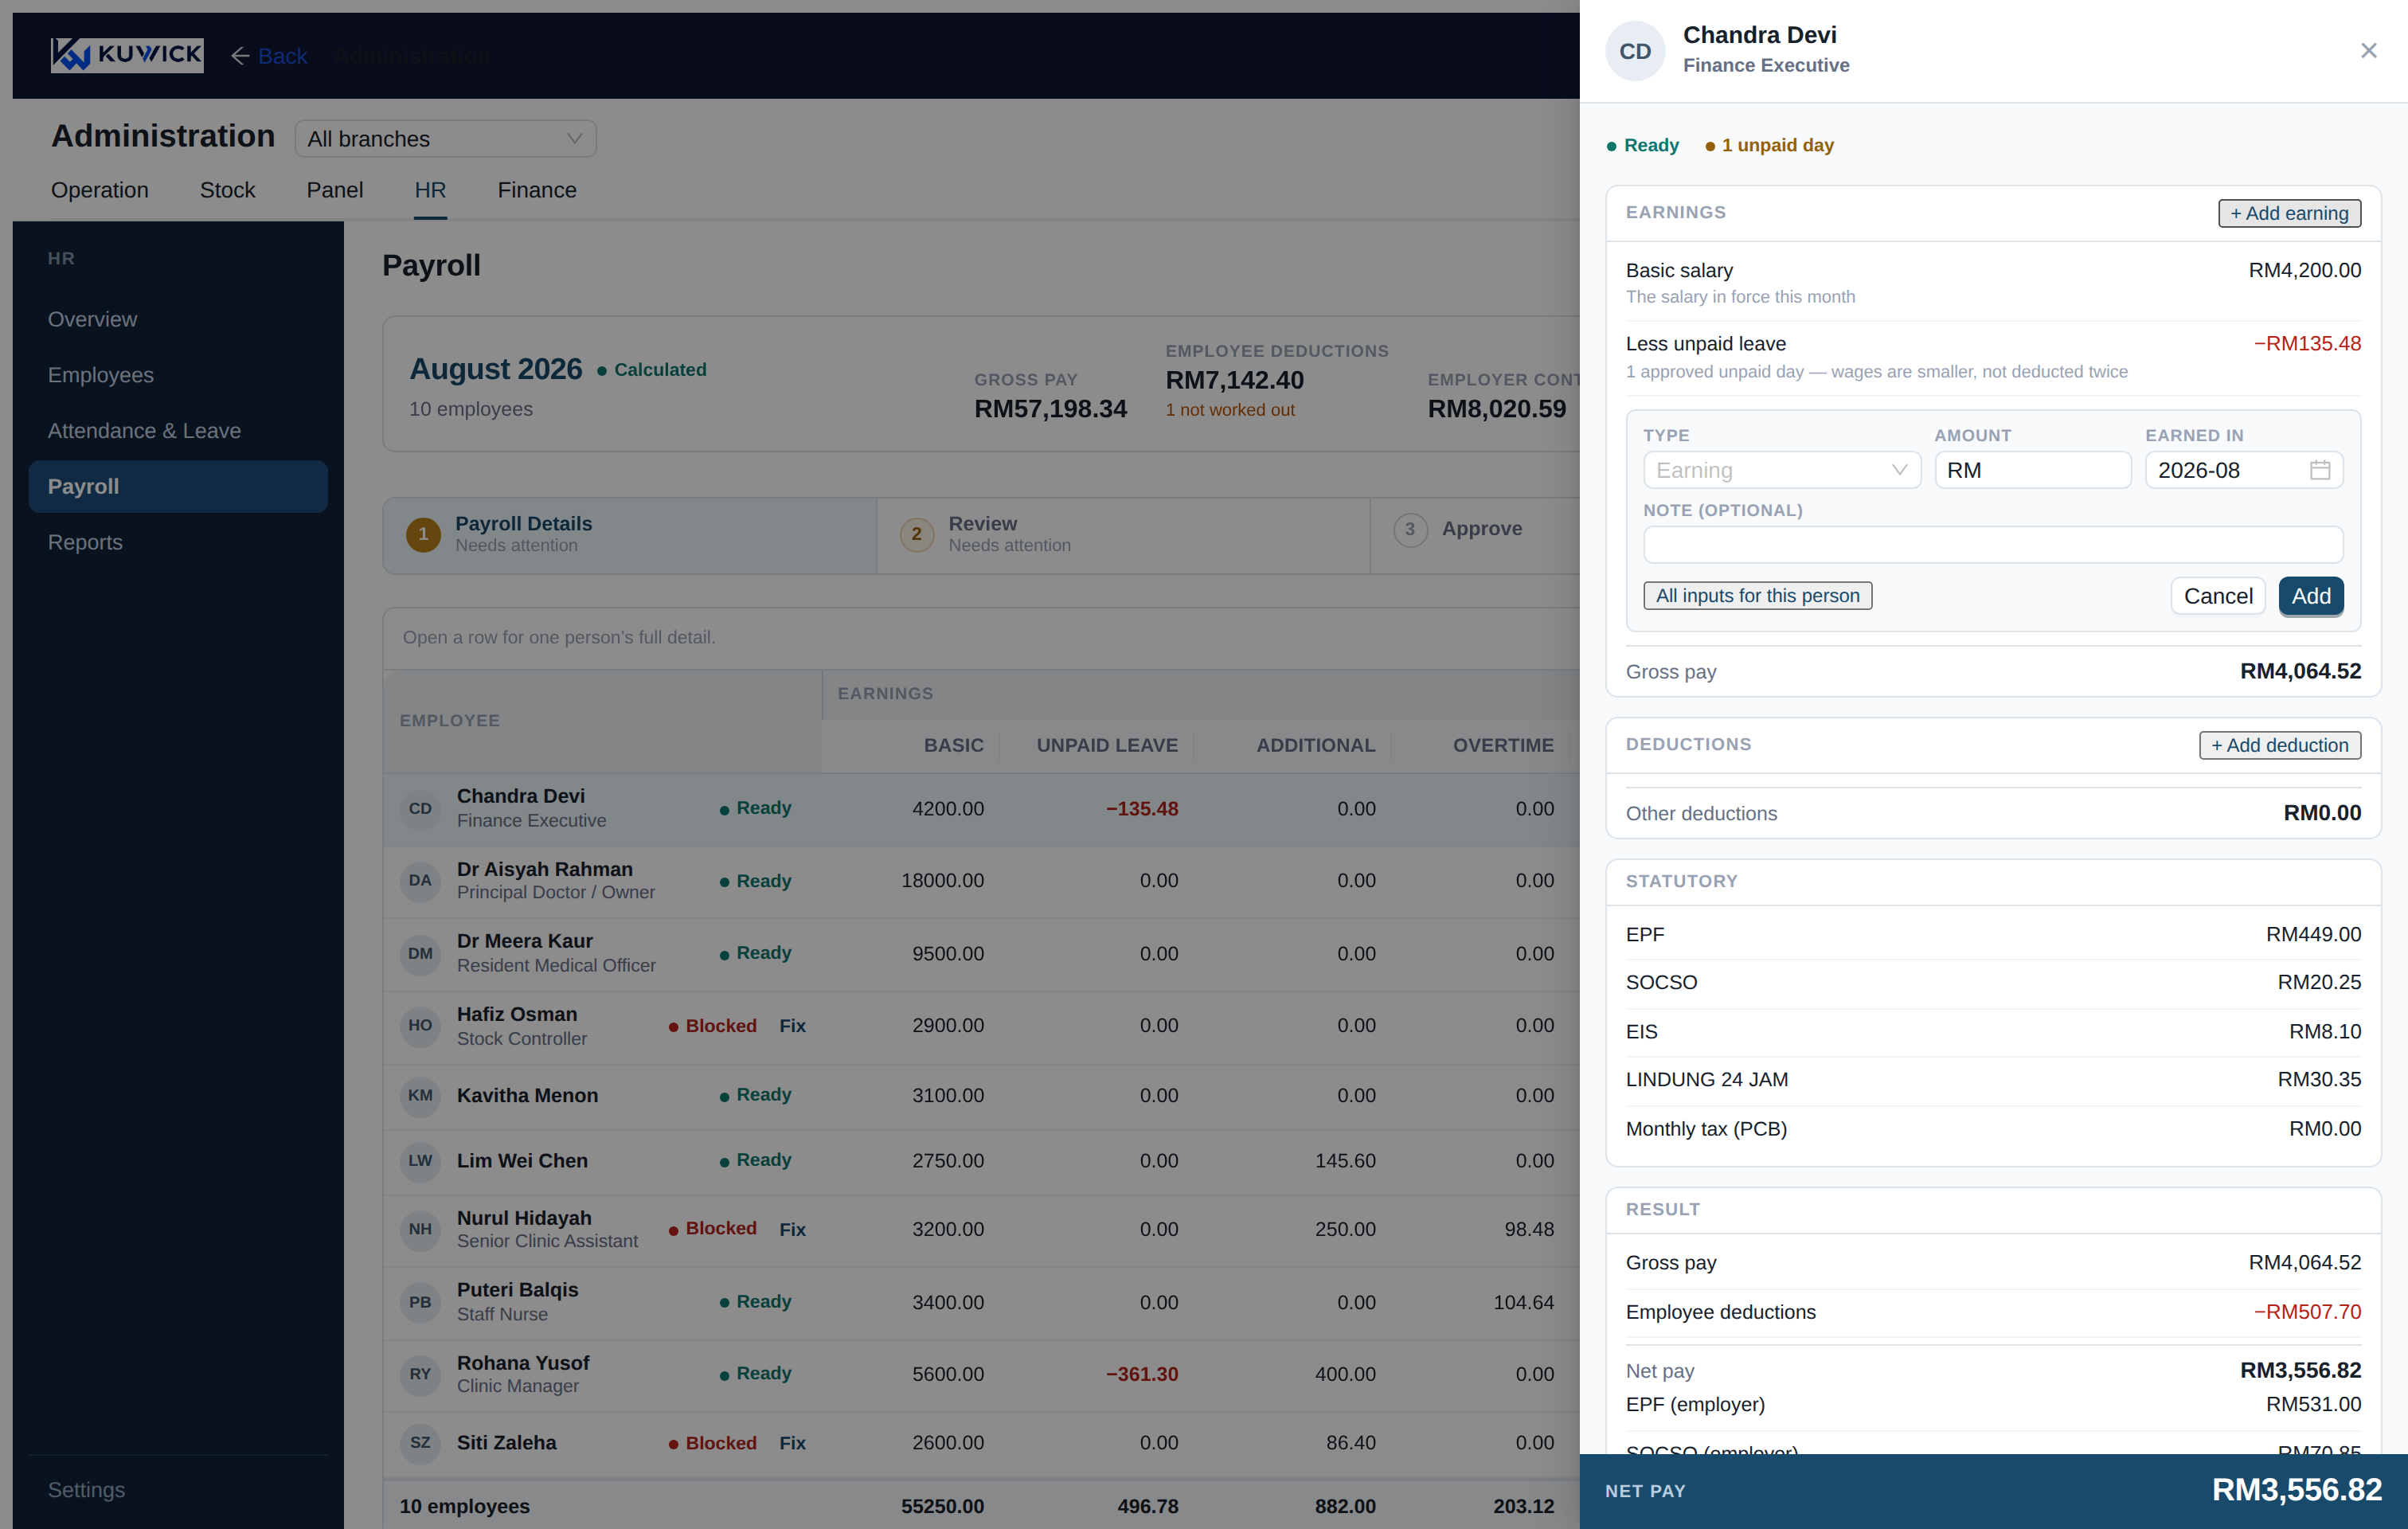 KUWICK
Back
Administration
Administration
All branches
Operation
Stock
Panel
HR
Finance
HR
Overview
Employees
Attendance & Leave
Payroll
Reports
Settings
Payroll
August 2026
Calculated
10 employees
GROSS PAY
RM57,198.34
EMPLOYEE DEDUCTIONS
RM7,142.40
1 not worked out
EMPLOYER CONT
RM8,020.59
1
Payroll Details
Needs attention
2
Review
Needs attention
3
Approve
Open a row for one person’s full detail.
EMPLOYEE
EARNINGS
BASIC UNPAID LEAVE ADDITIONAL OVERTIME
CD Chandra Devi Ready 4200.00 −135.48 0.00 0.00
Finance Executive
DA Dr Aisyah Rahman Ready 18000.00 0.00 0.00 0.00
Principal Doctor / Owner
DM Dr Meera Kaur Ready 9500.00 0.00 0.00 0.00
Resident Medical Officer
HO Hafiz Osman Blocked Fix 2900.00 0.00 0.00 0.00
Stock Controller
KM Kavitha Menon Ready 3100.00 0.00 0.00 0.00
LW Lim Wei Chen Ready 2750.00 0.00 145.60 0.00
NH Nurul Hidayah Blocked Fix 3200.00 0.00 250.00 98.48
Senior Clinic Assistant
PB Puteri Balqis Ready 3400.00 0.00 0.00 104.64
Staff Nurse
RY Rohana Yusof Ready 5600.00 −361.30 400.00 0.00
Clinic Manager
SZ Siti Zaleha Blocked Fix 2600.00 0.00 86.40 0.00
10 employees 55250.00 496.78 882.00 203.12
CD
Chandra Devi
Finance Executive
Ready
1 unpaid day
EARNINGS
+ Add earning
Basic salary RM4,200.00
The salary in force this month
Less unpaid leave −RM135.48
1 approved unpaid day — wages are smaller, not deducted twice
TYPE AMOUNT EARNED IN
Earning RM 2026-08
NOTE (OPTIONAL)
All inputs for this person
Cancel
Add
Gross pay RM4,064.52
DEDUCTIONS
+ Add deduction
Other deductions RM0.00
STATUTORY
EPF RM449.00
SOCSO RM20.25
EIS RM8.10
LINDUNG 24 JAM RM30.35
Monthly tax (PCB) RM0.00
RESULT
Gross pay RM4,064.52
Employee deductions −RM507.70
Net pay RM3,556.82
EPF (employer) RM531.00
SOCSO (employer) RM70.85
NET PAY RM3,556.82